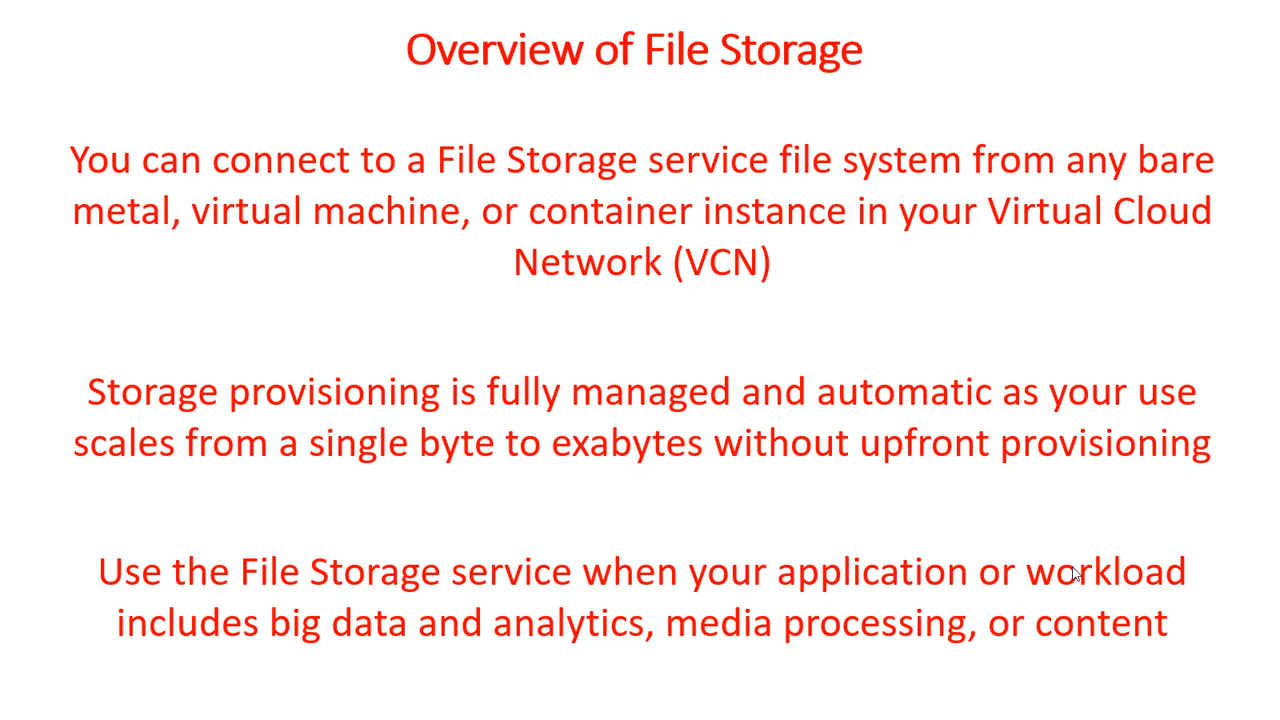 Overview of File Storage
You can connect to a File Storage service file system from any bare
metal, virtual machine, or container instance in your Virtual Cloud
Network (VCN)
Storage provisioning is fully managed and automatic as your use
scales from a single byte to exabytes without upfront provisioning
Use the File Storage service when your application or workload
includes big data and analytics, media processing, or content